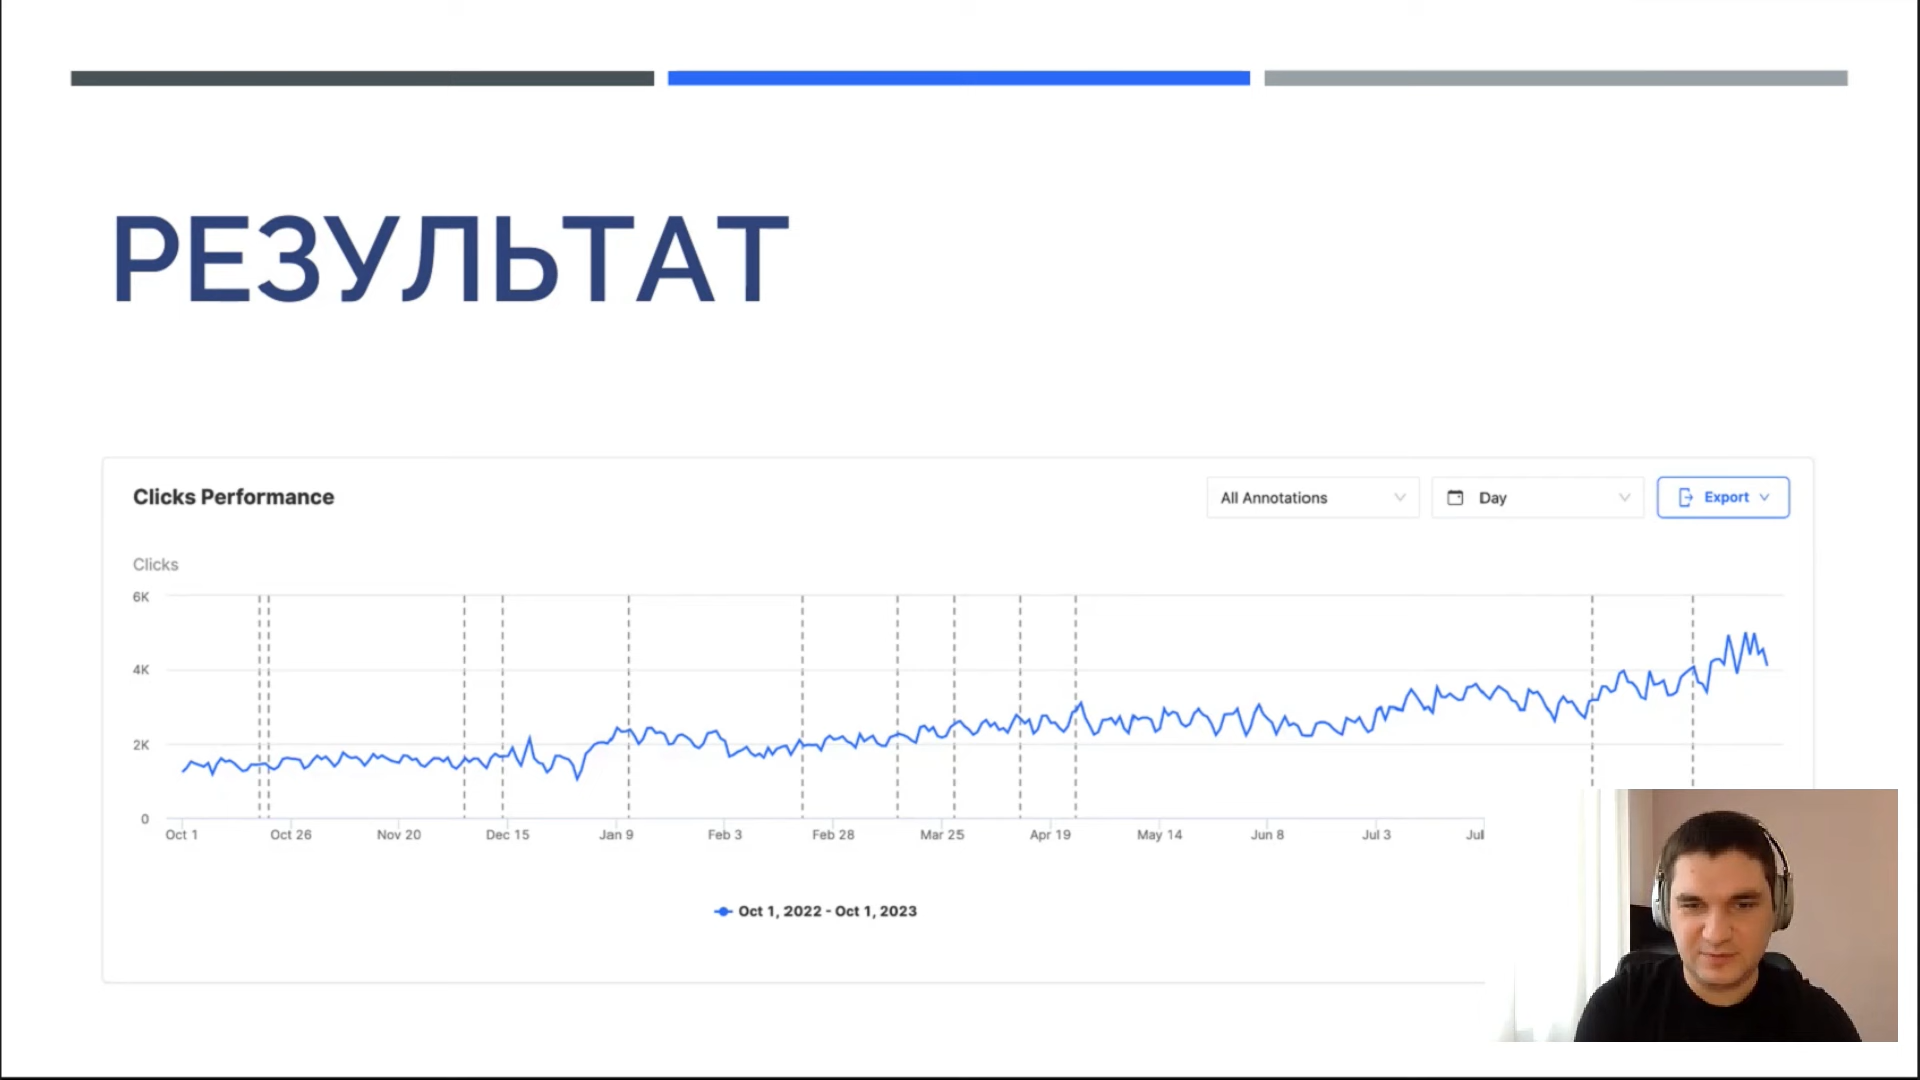 РЕЗУЛЬТАТ
Clicks Performance
All Annotations
Day
Export
Clicks
6K
4K
2K
0
Oct 1 Oct 26 Nov 20 Dec 15 Jan 9 Feb 3 Feb 28 Mar 25 Apr 19 May 14 Jun 8 Jul 3 Jul
Oct 1, 2022 - Oct 1, 2023